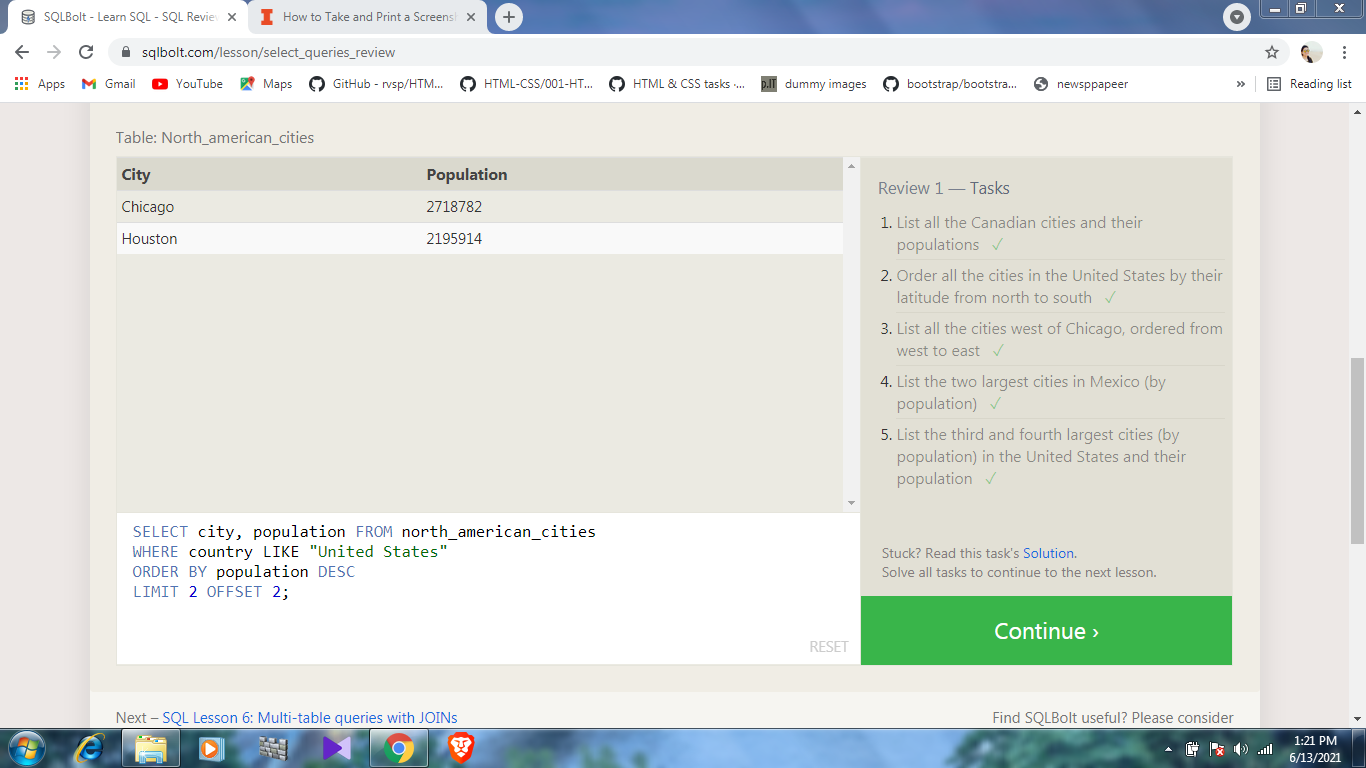 SQLBolt - Learn SQL - SQL Review
How to Take and Print a Screensh
sqlbolt.com/lesson/select_queries_review
Apps
Gmail
YouTube
Maps
GitHub - rvsp/HTM...
HTML-CSS/001-HT...
HTML & CSS tasks ·...
p.IT
dummy images
bootstrap/bootstra...
newsppapeer
»
Reading list
Table: North_american_cities
City Population
Chicago 2718782
Houston 2195914
Review 1 — Tasks
1. List all the Canadian cities and their
populations ✓
2. Order all the cities in the United States by their
latitude from north to south ✓
3. List all the cities west of Chicago, ordered from
west to east ✓
4. List the two largest cities in Mexico (by
population) ✓
5. List the third and fourth largest cities (by
population) in the United States and their
population ✓
Stuck? Read this task's Solution.
Solve all tasks to continue to the next lesson.
SELECT city, population FROM north_american_cities
WHERE country LIKE "United States"
ORDER BY population DESC
LIMIT 2 OFFSET 2;
RESET
Continue ›
Next – SQL Lesson 6: Multi-table queries with JOINs
Find SQLBolt useful? Please consider
1:21 PM
6/13/2021